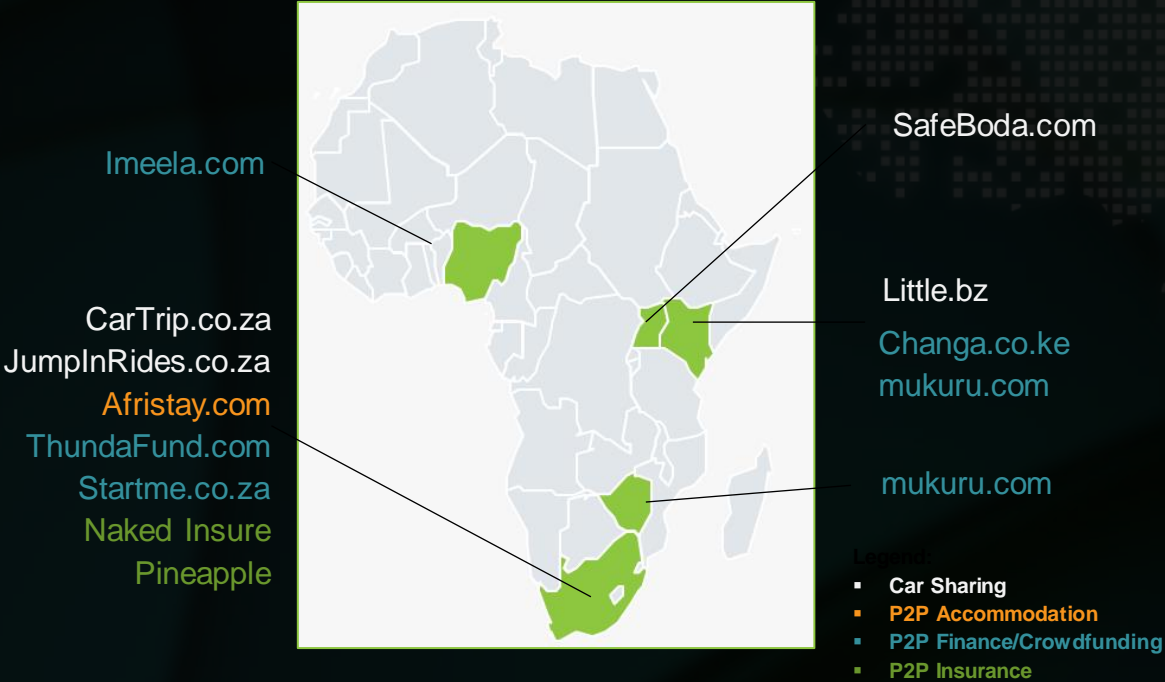 Imeela.com
CarTrip.co.za
JumpInRides.co.za
Afristay.com
ThundaFund.com
Startme.co.za
Naked Insure
Pineapple
SafeBoda.com
Little.bz
Changa.co.ke
mukuru.com
mukuru.com
Legend:
▪ Car Sharing
▪ P2P Accommodation
▪ P2P Finance/Crowdfunding
▪ P2P Insurance